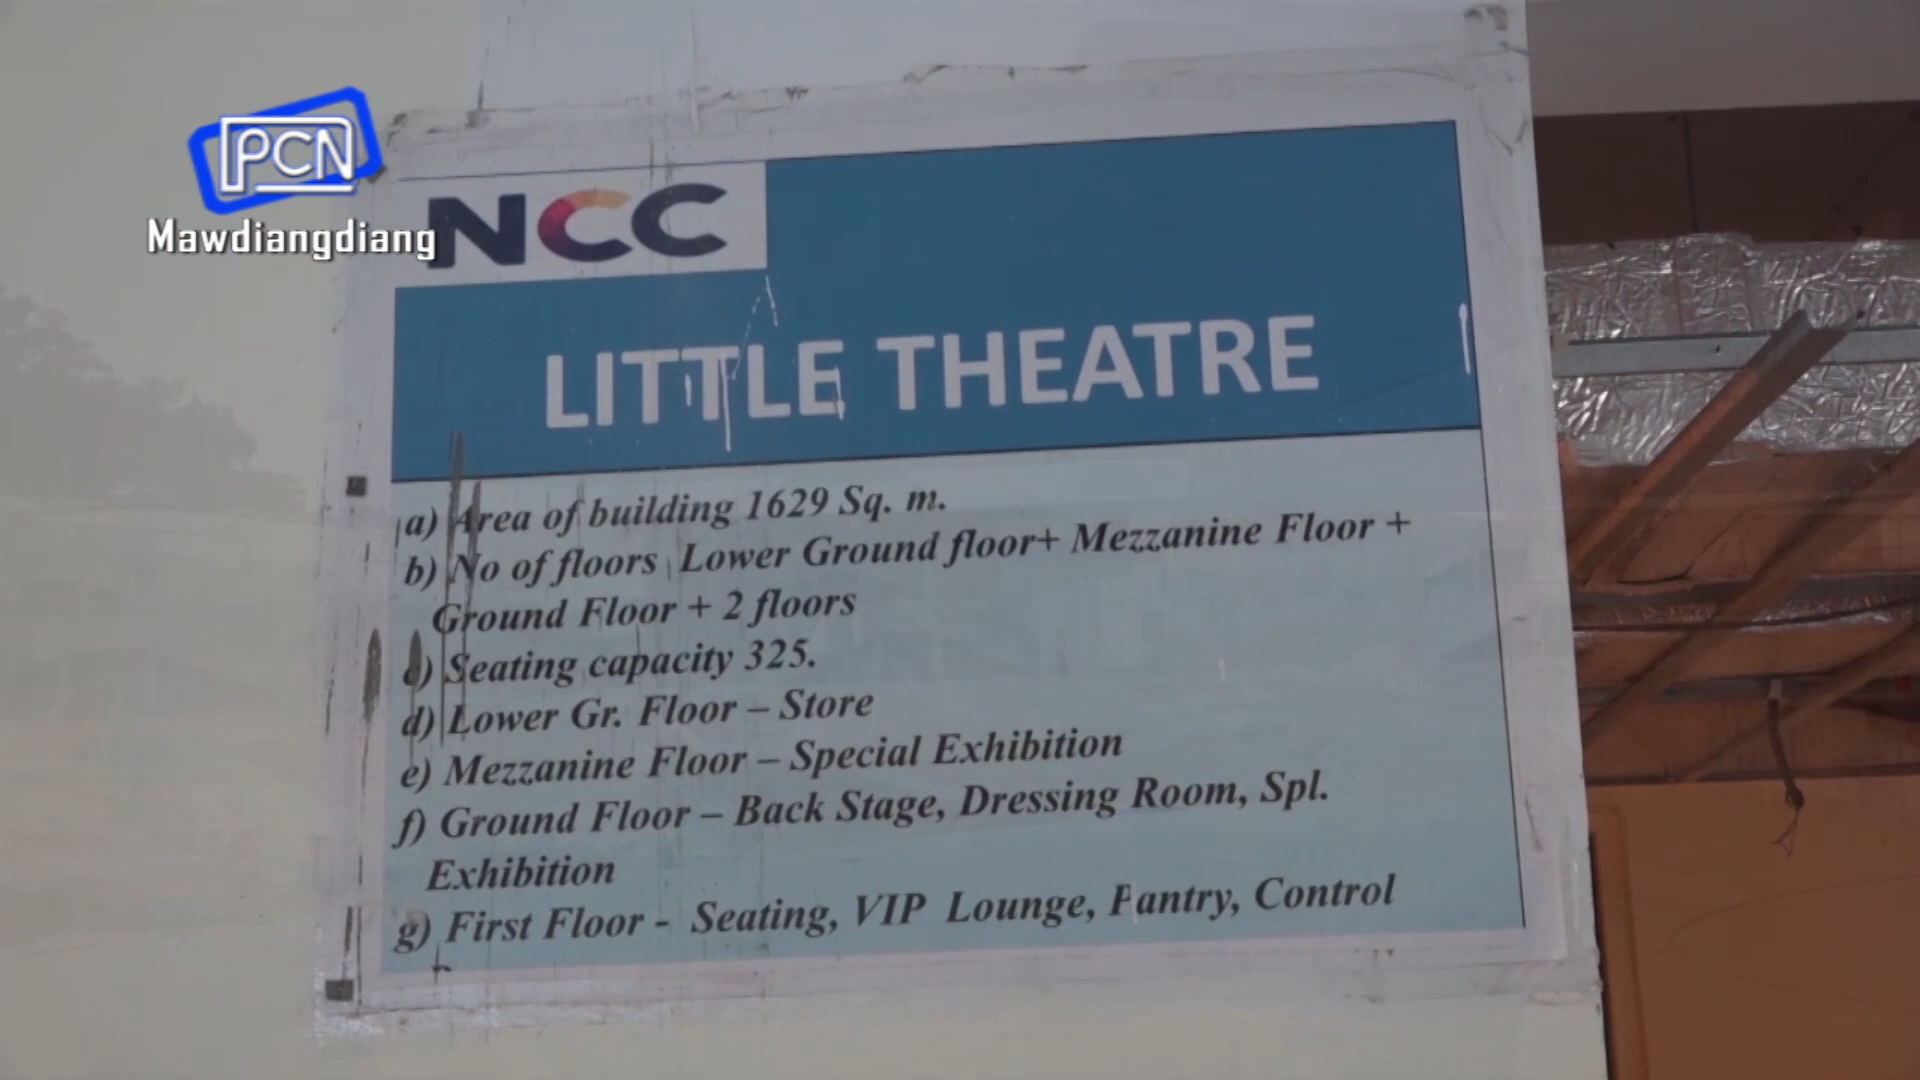 PCN
Mawdiangdiang
NCC
LITTLE THEATRE
a) Area of building 1629 Sq. m.
b) No of floors Lower Ground floor+ Mezzanine Floor +
Ground Floor + 2 floors
c) Seating capacity 325.
d) Lower Gr. Floor – Store
e) Mezzanine Floor – Special Exhibition
f) Ground Floor – Back Stage, Dressing Room, Spl.
Exhibition
g) First Floor - Seating, VIP Lounge, Pantry, Control